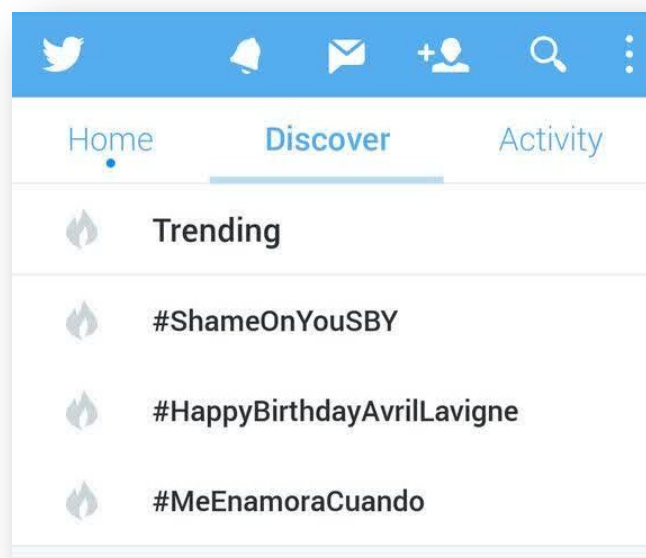 Home Discover Activity
Trending
#ShameOnYouSBY
#HappyBirthdayAvrilLavigne
#MeEnamoraCuando